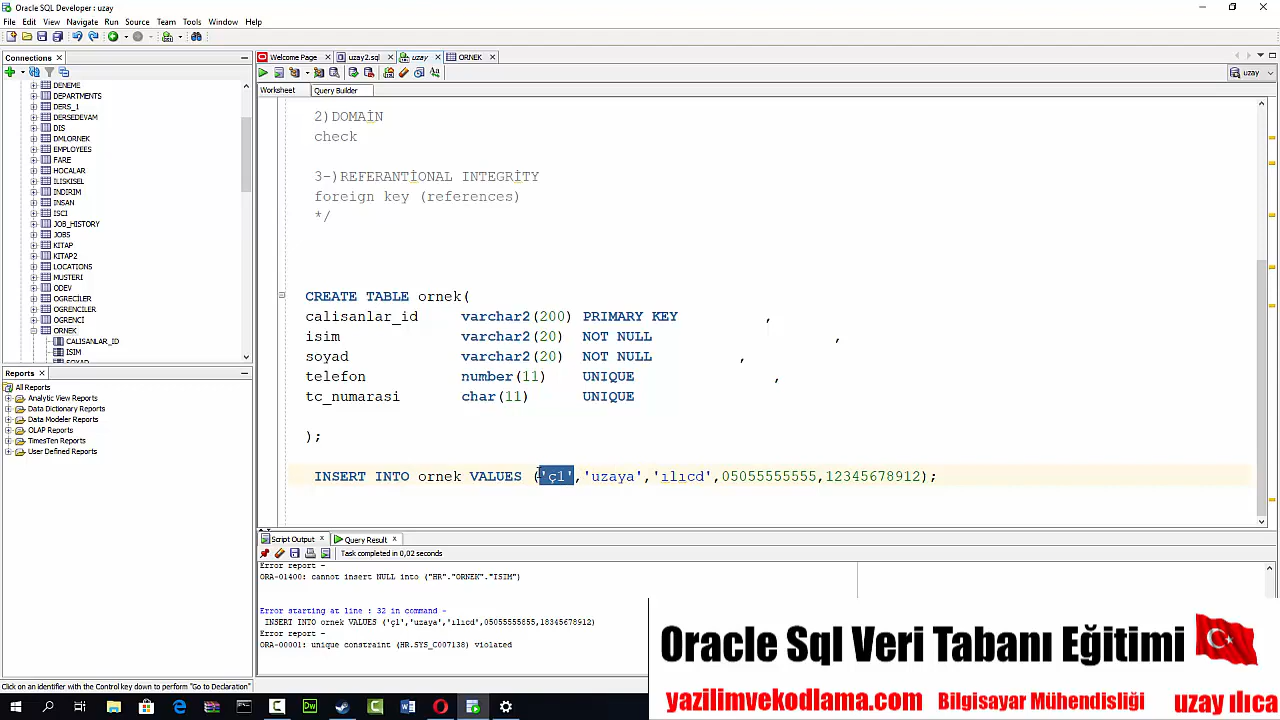 Oracle SQL Developer : uzay
File Edit View Navigate Run Source Team Tools Window Help
Connections
DENEME
DEPARTMENTS
DERS_1
DERSEDEVAM
DIS
DMLORNEK
EMPLOYEES
FARE
HOCALAR
ILISKISEL
INDIRIM
INSAN
ISCI
JOB_HISTORY
JOBS
KITAP
KITAP2
LOCATIONS
MUSTERI
ODEV
OGRECİLER
OGRENCILER
OGRENCİ
ORNEK
CALISANLAR_ID
ISIM
Reports
All Reports
Analytic View Reports
Data Dictionary Reports
Data Modeler Reports
OLAP Reports
TimesTen Reports
User Defined Reports
Welcome Page uzay2.sql uzay ORNEK
uzay
Worksheet Query Builder
2)DOMAİN
check
3-)REFERANTİONAL INTEGRİTY
foreign key (references)
*/
CREATE TABLE ornek(
calisanlar_id varchar2(200) PRIMARY KEY ,
isim varchar2(20) NOT NULL ,
soyad varchar2(20) NOT NULL ,
telefon number(11) UNIQUE ,
tc_numarasi char(11) UNIQUE
);
INSERT INTO ornek VALUES ('ç1','uzaya','ılıcd',05055555555,12345678912);
Script Output Query Result
Task completed in 0,02 seconds
Error report -
ORA-01400: cannot insert NULL into ("HR"."ORNEK"."ISIM")
Error starting at line : 32 in command -
INSERT INTO ornek VALUES ('ç1','uzaya','ılıcd',05055555555,18345678912)
Error report -
ORA-00001: unique constraint (HR.SYS_C007138) violated
Click on an identifier with the Control key down to perform "Go to Declaration"
Oracle Sql Veri Tabanı Eğitimi
yazilimvekodlama.com Bilgisayar Mühendisliği uzay ılıca